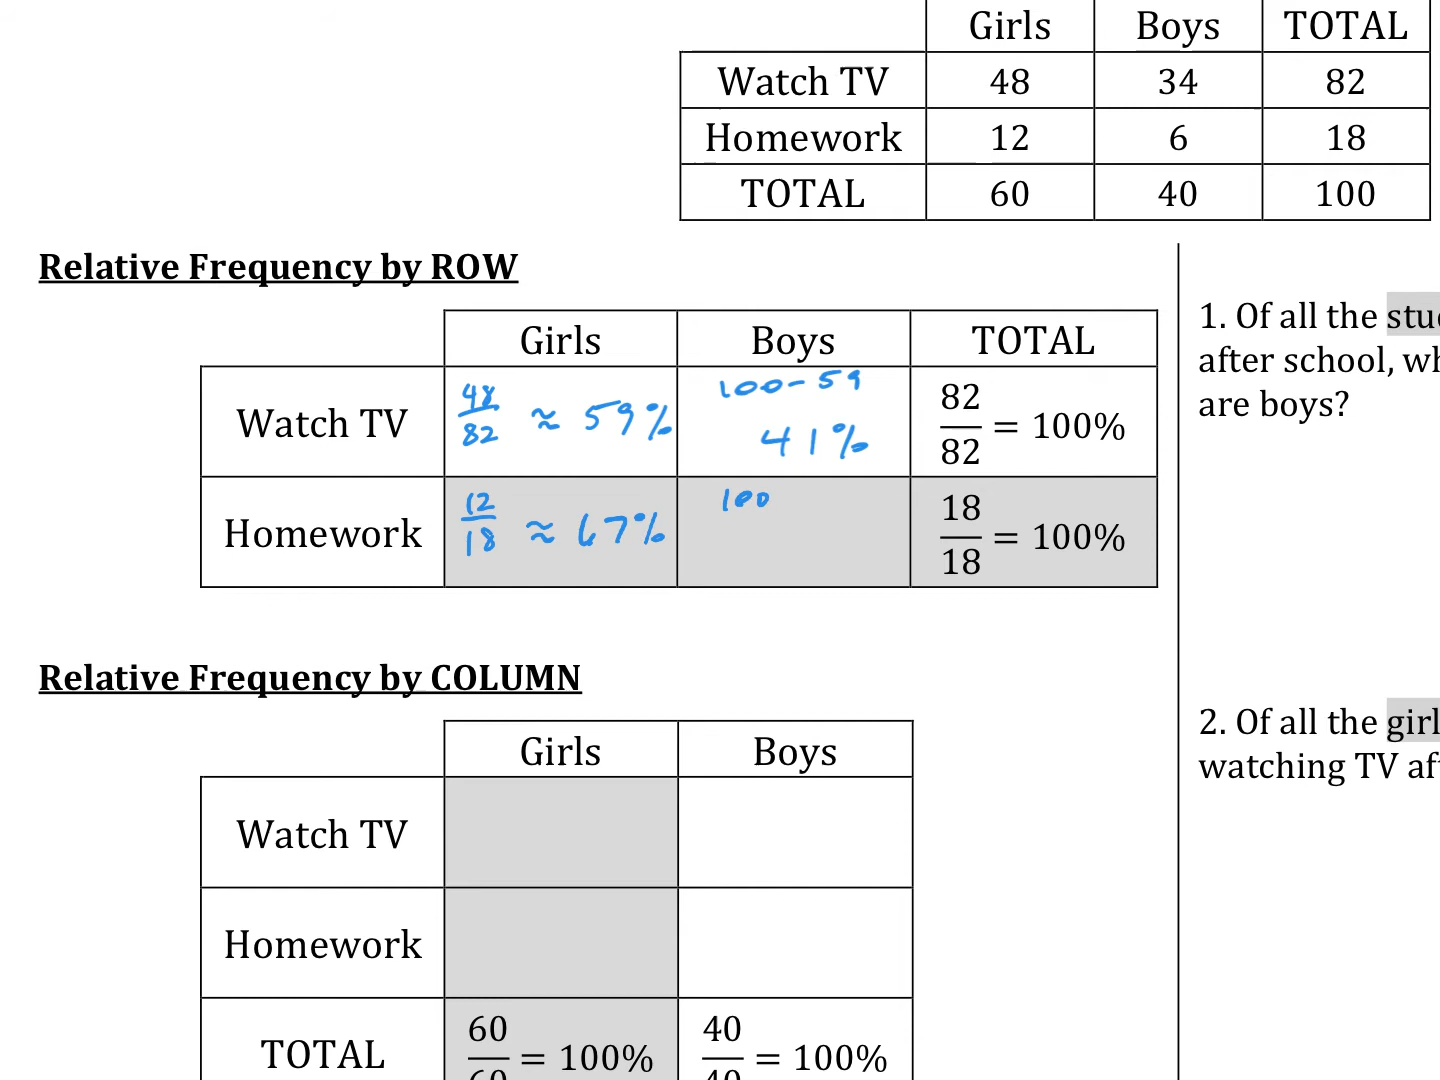 Girls Boys TOTAL
Watch TV 48 34 82
Homework 12 6 18
TOTAL 60 40 100
Relative Frequency by ROW
Girls Boys TOTAL
Watch TV 48/82 ≈ 59% 100-59 41% 82/82 = 100%
Homework 12/18 ≈ 67% 100 18/18 = 100%
1. Of all the
after school,
are boys?
Relative Frequency by COLUMN
Girls Boys
Watch TV
Homework
TOTAL 60/60 = 100% 40/40 = 100%
2. Of all the
watching TV